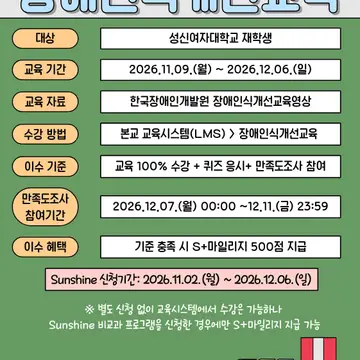 장애인식개선교육
대상 성신여자대학교 재학생
교육 기간 2026.11.09.(월) ~ 2026.12.06.(일)
교육 자료 한국장애인개발원 장애인식개선교육영상
수강 방법 본교 교육시스템(LMS) > 장애인식개선교육
이수 기준 교육 100% 수강 + 퀴즈 응시+ 만족도조사 참여
만족도조사
참여기간 2026.12.07.(월) 00:00 ~12.11.(금) 23:59
이수 혜택 기준 충족 시 S+마일리지 500점 지급
Sunshine 신청기간: 2026.11.02.(월) ~ 2026.12.06.(일)
※ 별도 신청 없이 교육시스템에서 수강은 가능하나
Sunshine 비교과 프로그램을 신청한 경우에만 S+마일리지 지급 가능